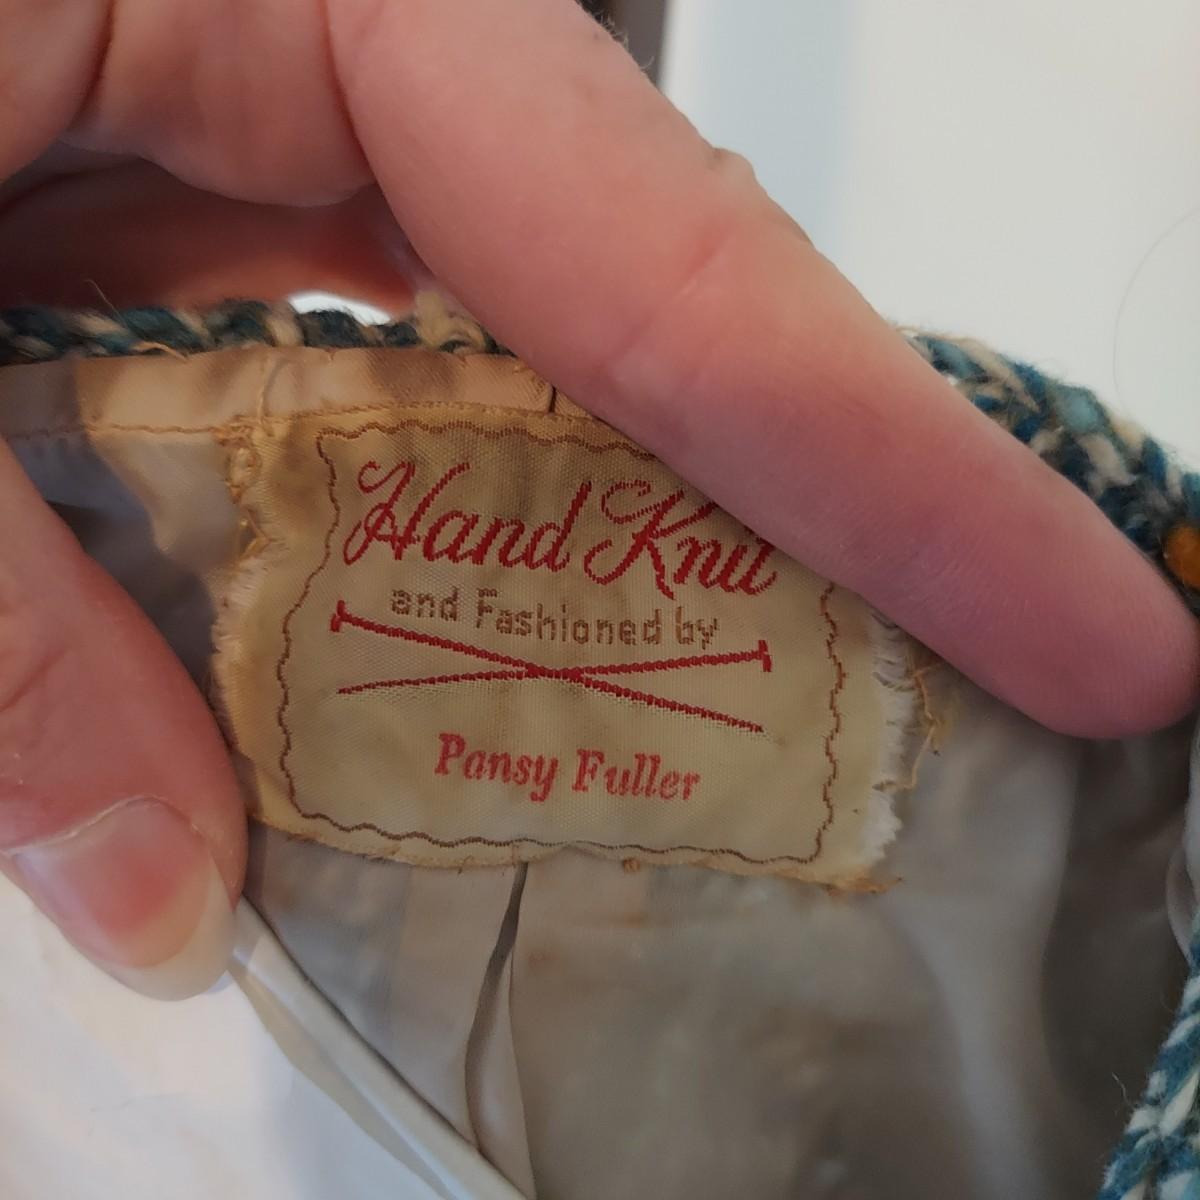 Hand Knit
and Fashioned by
Pansy Fuller